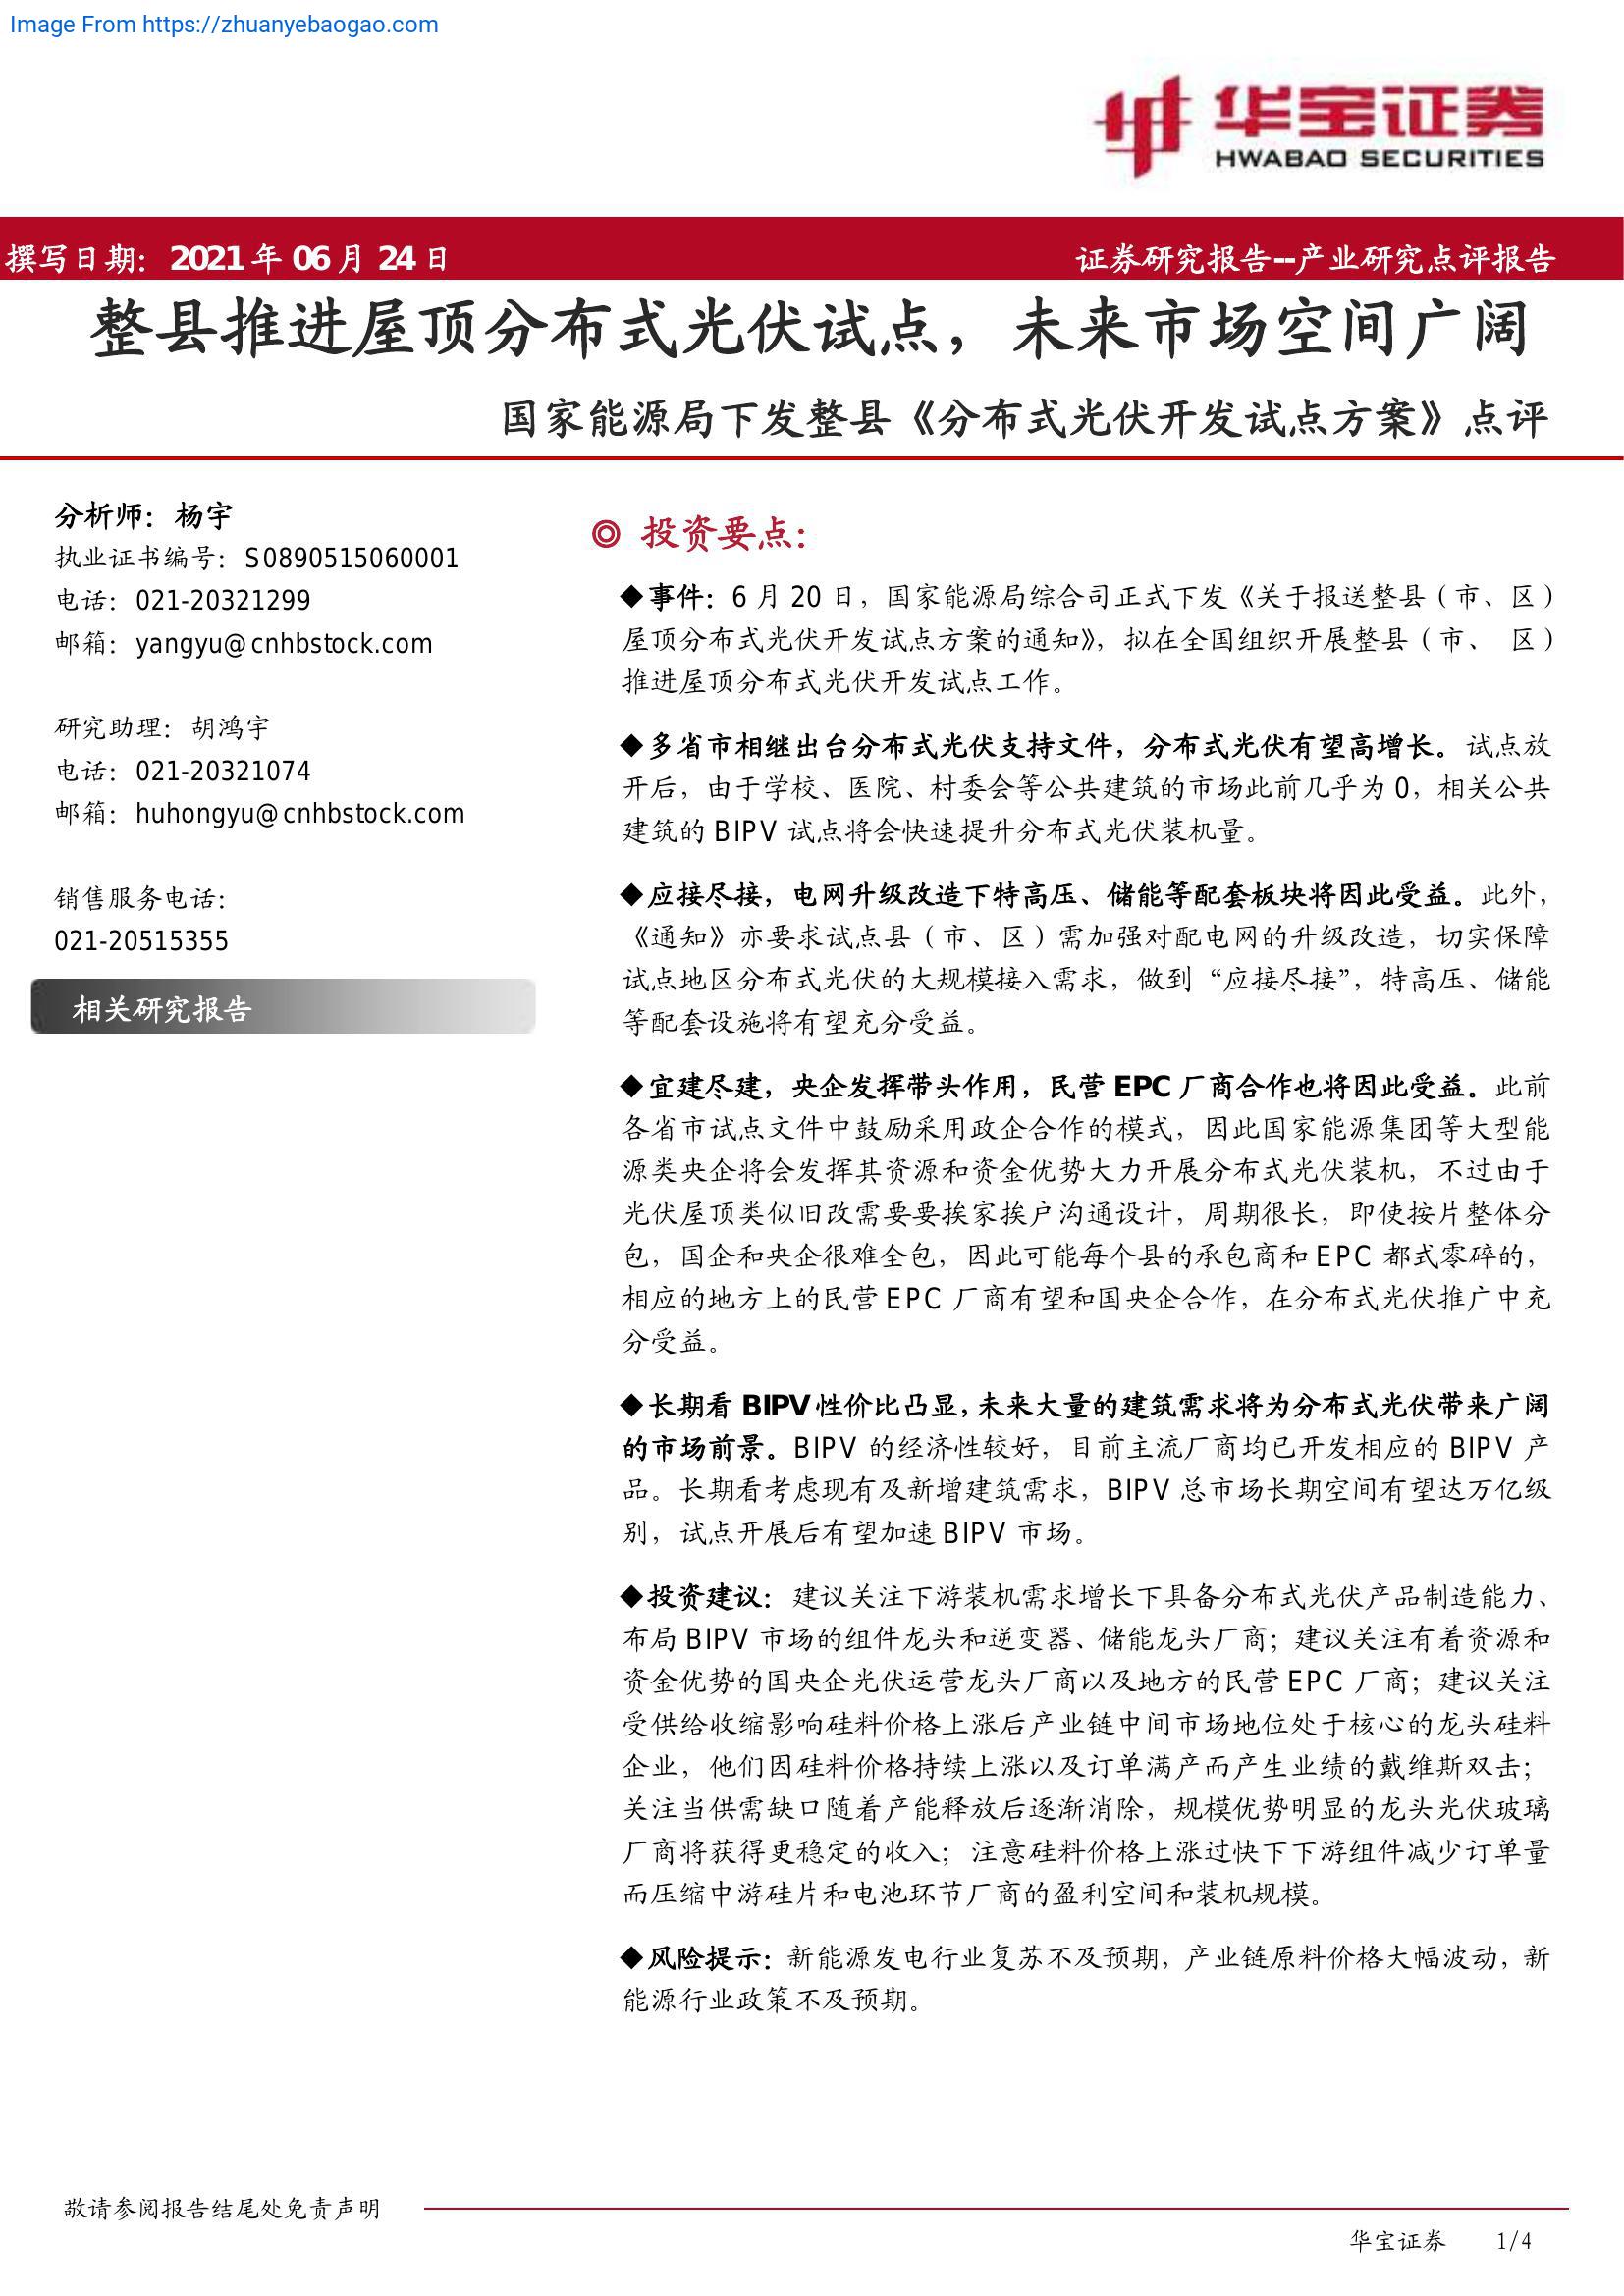 Image From https://zhuanyebaogao.com
华宝证券
HWABAO SECURITIES
撰写日期：2021 年 06 月 24 日
证券研究报告--产业研究点评报告
整县推进屋顶分布式光伏试点，未来市场空间广阔
国家能源局下发整县《分布式光伏开发试点方案》点评
分析师：杨宇
执业证书编号：S0890515060001
电话：021-20321299
邮箱：yangyu@cnhbstock.com
研究助理：胡鸿宇
电话：021-20321074
邮箱：huhongyu@cnhbstock.com
销售服务电话：
021-20515355
相关研究报告
◎ 投资要点：
◆事件：6 月 20 日，国家能源局综合司正式下发《关于报送整县（市、区）
屋顶分布式光伏开发试点方案的通知》，拟在全国组织开展整县（市、 区）
推进屋顶分布式光伏开发试点工作。
◆多省市相继出台分布式光伏支持文件，分布式光伏有望高增长。试点放
开后，由于学校、医院、村委会等公共建筑的市场此前几乎为 0，相关公共
建筑的 BIPV 试点将会快速提升分布式光伏装机量。
◆应接尽接，电网升级改造下特高压、储能等配套板块将因此受益。此外，
《通知》亦要求试点县（市、区）需加强对配电网的升级改造，切实保障
试点地区分布式光伏的大规模接入需求，做到“应接尽接”，特高压、储能
等配套设施将有望充分受益。
◆宜建尽建，央企发挥带头作用，民营 EPC 厂商合作也将因此受益。此前
各省市试点文件中鼓励采用政企合作的模式，因此国家能源集团等大型能
源类央企将会发挥其资源和资金优势大力开展分布式光伏装机，不过由于
光伏屋顶类似旧改需要要挨家挨户沟通设计，周期很长，即使按片整体分
包，国企和央企很难全包，因此可能每个县的承包商和 EPC 都式零碎的，
相应的地方上的民营 EPC 厂商有望和国央企合作，在分布式光伏推广中充
分受益。
◆长期看 BIPV 性价比凸显，未来大量的建筑需求将为分布式光伏带来广阔
的市场前景。BIPV 的经济性较好，目前主流厂商均已开发相应的 BIPV 产
品。长期看考虑现有及新增建筑需求，BIPV 总市场长期空间有望达万亿级
别，试点开展后有望加速 BIPV 市场。
◆投资建议：建议关注下游装机需求增长下具备分布式光伏产品制造能力、
布局 BIPV 市场的组件龙头和逆变器、储能龙头厂商；建议关注有着资源和
资金优势的国央企光伏运营龙头厂商以及地方的民营 EPC 厂商；建议关注
受供给收缩影响硅料价格上涨后产业链中间市场地位处于核心的龙头硅料
企业，他们因硅料价格持续上涨以及订单满产而产生业绩的戴维斯双击；
关注当供需缺口随着产能释放后逐渐消除，规模优势明显的龙头光伏玻璃
厂商将获得更稳定的收入；注意硅料价格上涨过快下下游组件减少订单量
而压缩中游硅片和电池环节厂商的盈利空间和装机规模。
◆风险提示：新能源发电行业复苏不及预期，产业链原料价格大幅波动，新
能源行业政策不及预期。
敬请参阅报告结尾处免责声明
华宝证券 1/4